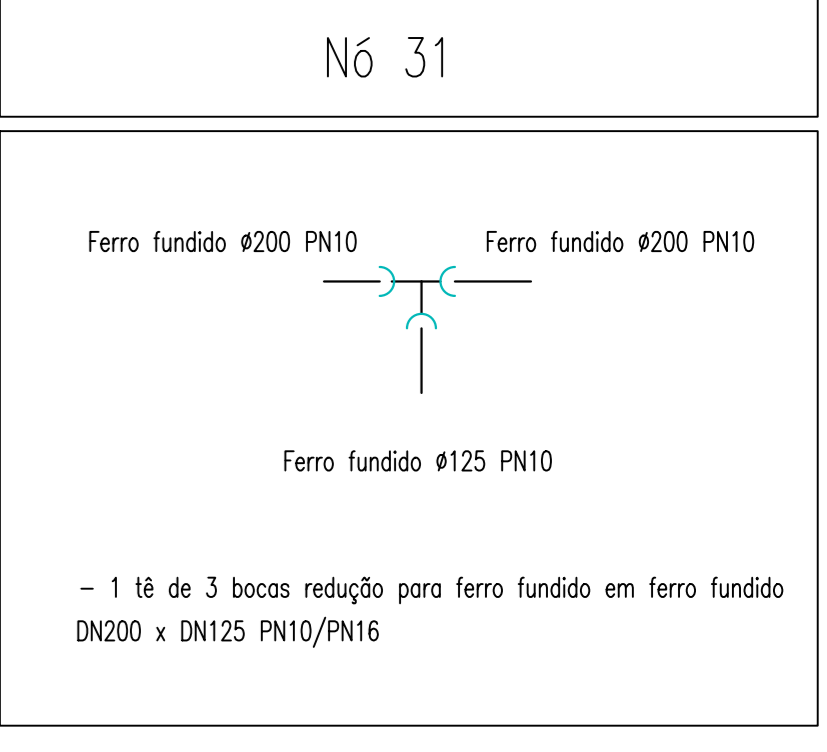 Nó 31
Ferro fundido ø200 PN10
Ferro fundido ø200 PN10
Ferro fundido ø125 PN10
– 1 tê de 3 bocas redução para ferro fundido em ferro fundido
DN200 x DN125 PN10/PN16